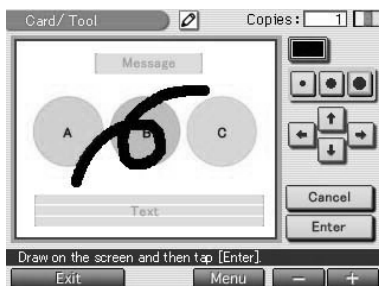 Card/Tool Copies: 1
Message
A B C
Text
Cancel
Enter
Draw on the screen and then tap [Enter].
Exit Menu − +